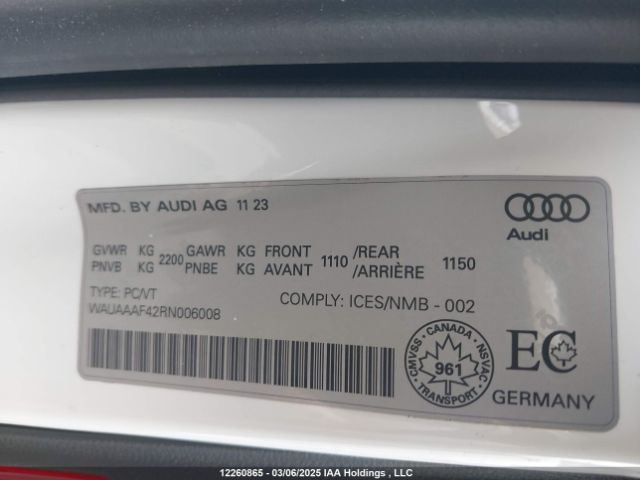 MFD. BY AUDI AG 11 23
Audi
GVWR KG 2200 GAWR KG FRONT 1110 /REAR 1150
PNVB KG PNBE KG AVANT /ARRIÈRE
TYPE: PC/VT
WAUAAAF42RN006008
COMPLY: ICES/NMB - 002
CMVSS - CANADA - NSVAC
961
TRANSPORT
EC
GERMANY
12260865 - 03/06/2025 IAA Holdings , LLC